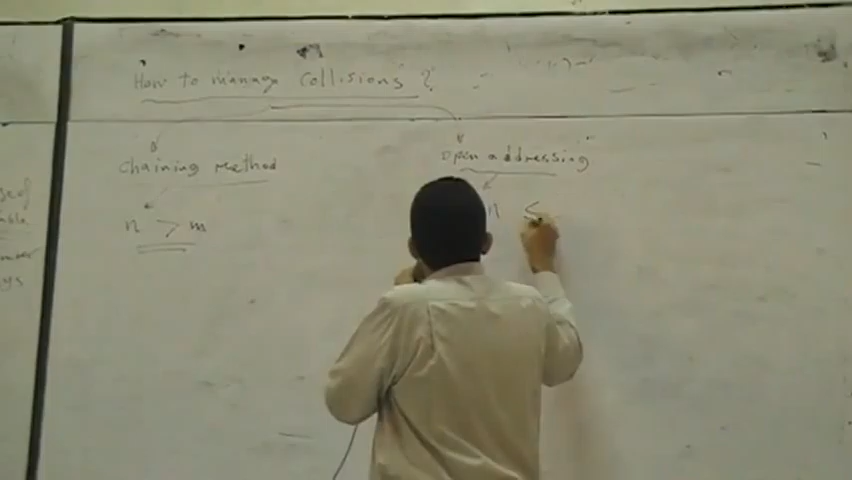 How to manage collisions?
chaining method
open addressing
n > m
n ≤